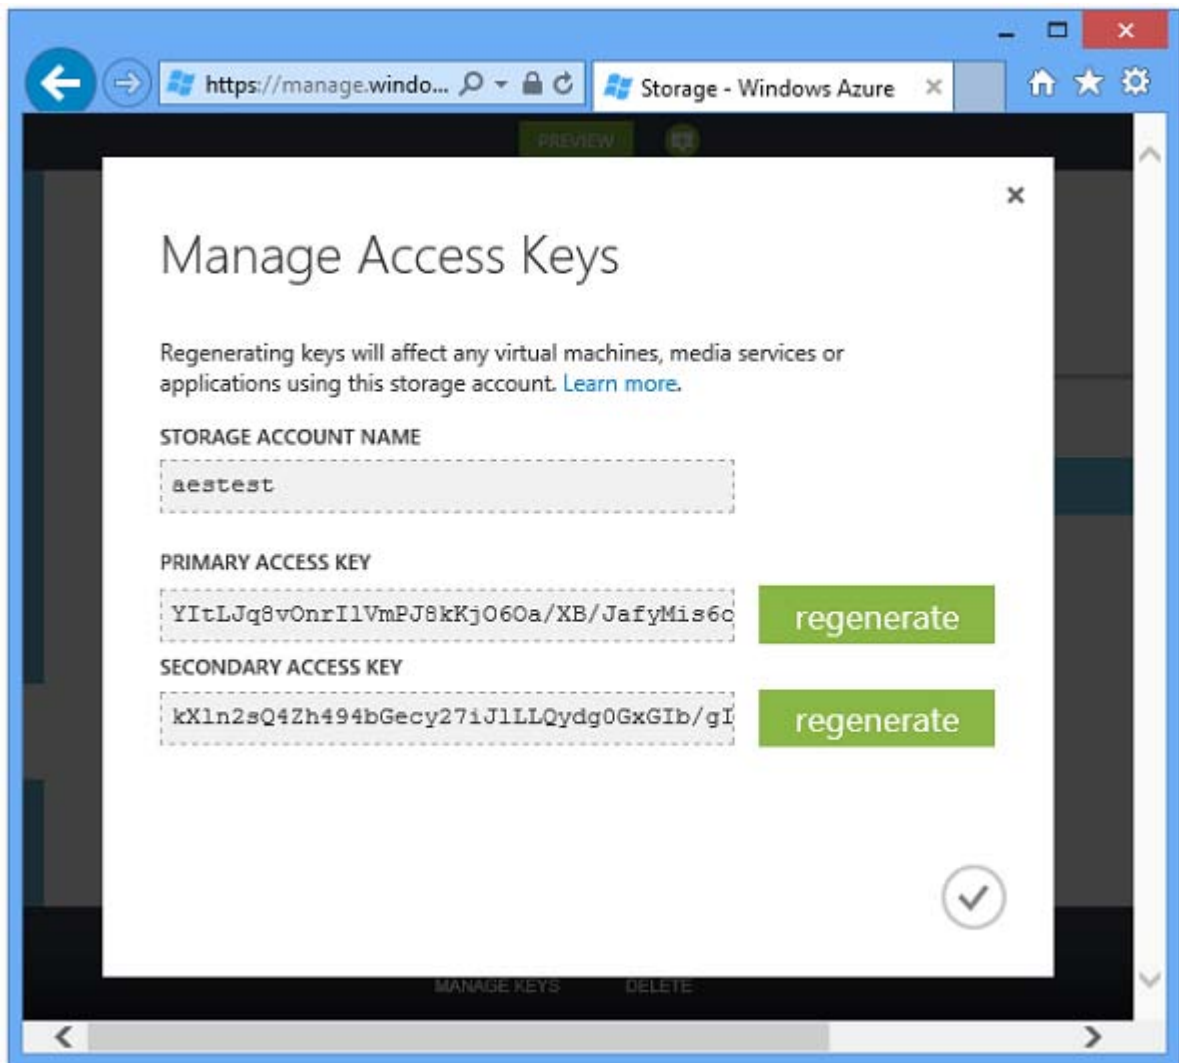 https://manage.windo...
Storage - Windows Azure
PREVIEW
Manage Access Keys
Regenerating keys will affect any virtual machines, media services or
applications using this storage account. Learn more.
STORAGE ACCOUNT NAME
aestest
PRIMARY ACCESS KEY
YItLJq8vOnrIlVmPJ8kKjO6Oa/XB/JafyMis6c
regenerate
SECONDARY ACCESS KEY
kXln2sQ4Zh494bGecy27iJlLLQydg0GxGIb/gI
regenerate
MANAGE KEYS DELETE